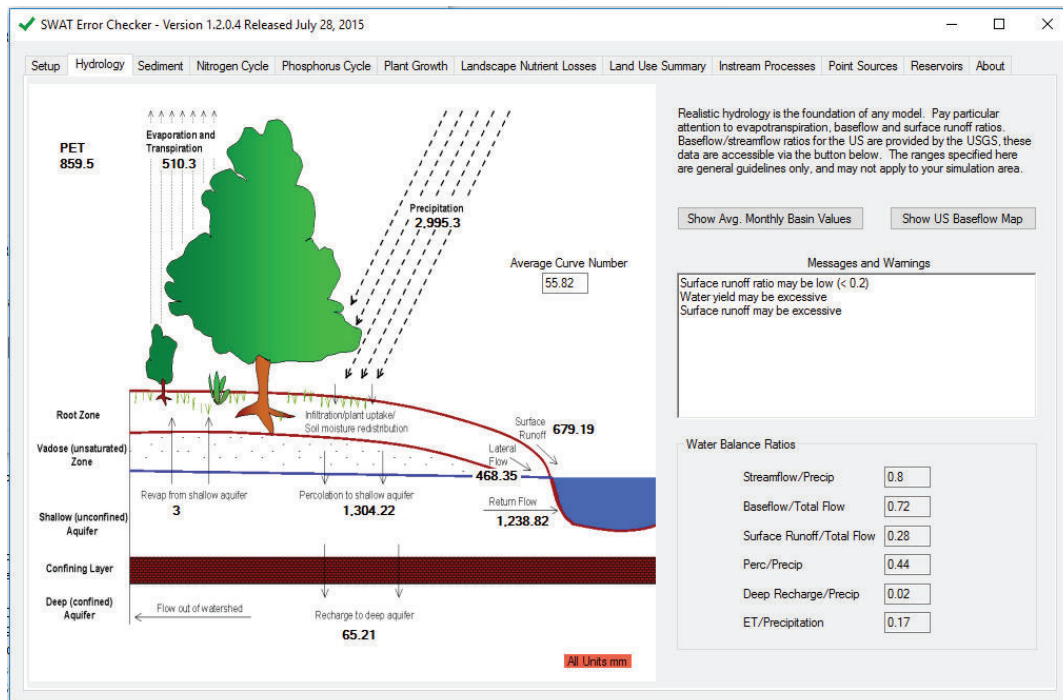 SWAT Error Checker - Version 1.2.0.4 Released July 28, 2015
Setup Hydrology Sediment Nitrogen Cycle Phosphorus Cycle Plant Growth Landscape Nutrient Losses Land Use Summary Instream Processes Point Sources Reservoirs About
PET
859.5
Evaporation and
Transpiration
510.3
Precipitation
2,995.3
Average Curve Number
55.82
Root Zone
Infiltration/plant uptake/
Soil moisture redistribution
Surface
Runoff
679.19
Vadose (unsaturated)
Zone
Lateral
Flow
468.35
Revap from shallow aquifer
3
Percolation to shallow aquifer
1,304.22
Return Flow
1,238.82
Shallow (unconfined)
Aquifer
Confining Layer
Deep (confined)
Aquifer
Flow out of watershed
Recharge to deep aquifer
65.21
All Units mm
Realistic hydrology is the foundation of any model. Pay particular
attention to evapotranspiration, baseflow and surface runoff ratios.
Baseflow/streamflow ratios for the US are provided by the USGS, these
data are accessible via the button below. The ranges specified here
are general guidelines only, and may not apply to your simulation area.
Show Avg. Monthly Basin Values
Show US Baseflow Map
Messages and Warnings
Surface runoff ratio may be low (< 0.2)
Water yield may be excessive
Surface runoff may be excessive
Water Balance Ratios
Streamflow/Precip 0.8
Baseflow/Total Flow 0.72
Surface Runoff/Total Flow 0.28
Perc/Precip 0.44
Deep Recharge/Precip 0.02
ET/Precipitation 0.17